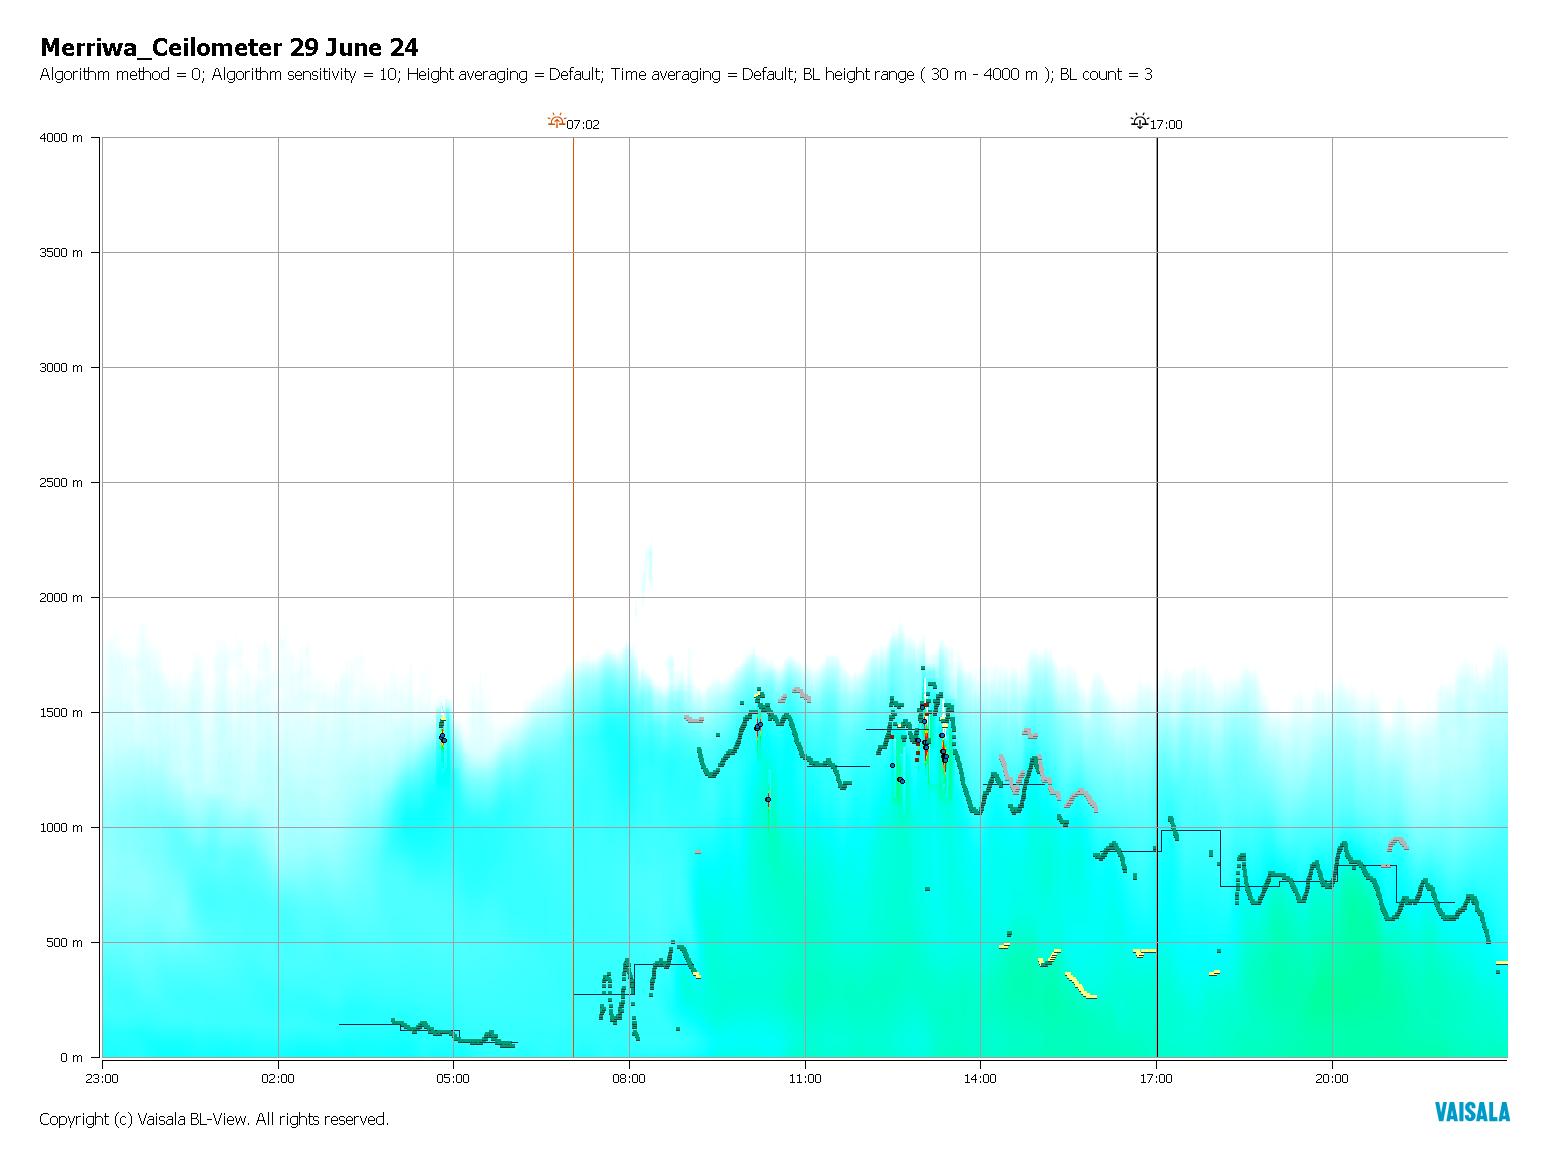 Merriwa_Ceilometer 29 June 24
Algorithm method = 0; Algorithm sensitivity = 10; Height averaging = Default; Time averaging = Default; BL height range ( 30 m - 4000 m ); BL count = 3
07:02
17:00
4000 m
3500 m
3000 m
2500 m
2000 m
1500 m
1000 m
500 m
0 m
23:00 02:00 05:00 08:00 11:00 14:00 17:00 20:00
Copyright (c) Vaisala BL-View. All rights reserved.
VAISALA